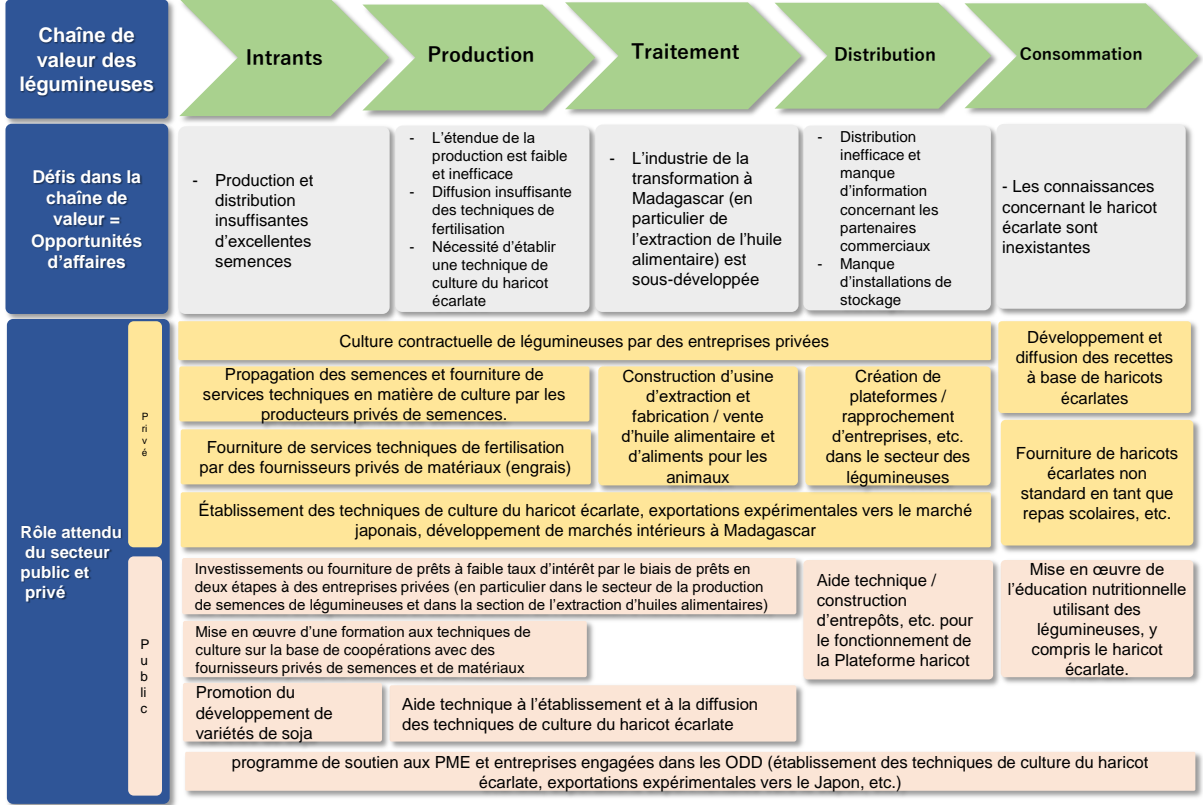 Chaîne de
valeur des
légumineuses
Intrants
Production
Traitement
Distribution
Consommation
Défis dans la
chaîne de
valeur =
Opportunités
d'affaires
- Production et
distribution
insuffisantes
d'excellentes
semences
- L'étendue de la
production est faible
et inefficace
- Diffusion insuffisante
des techniques de
fertilisation
- Nécessité d'établir
une technique de
culture du haricot
écarlate
- L'industrie de la
transformation à
Madagascar (en
particulier de
l'extraction de l'huile
alimentaire) est
sous-développée
- Distribution
inefficace et
manque
d'information
concernant les
partenaires
commerciaux
- Manque
d'installations de
stockage
- Les connaissances
concernant le haricot
écarlate sont
inexistantes
Rôle attendu
du secteur
public et
privé
P
ri
v
é
Culture contractuelle de légumineuses par des entreprises privées
Propagation des semences et fourniture de
services techniques en matière de culture par les
producteurs privés de semences.
Fourniture de services techniques de fertilisation
par des fournisseurs privés de matériaux (engrais)
Construction d'usine
d'extraction et
fabrication / vente
d'huile alimentaire et
d'aliments pour les
animaux
Création de
plateformes /
rapprochement
d'entreprises, etc.
dans le secteur des
légumineuses
Établissement des techniques de culture du haricot écarlate, exportations expérimentales vers le marché
japonais, développement de marchés intérieurs à Madagascar
Développement et
diffusion des recettes
à base de haricots
écarlates
Fourniture de haricots
écarlates non
standard en tant que
repas scolaires, etc.
P
u
b
li
c
Investissements ou fourniture de prêts à faible taux d'intérêt par le biais de prêts en
deux étapes à des entreprises privées (en particulier dans le secteur de la production
de semences de légumineuses et dans la section de l'extraction d'huiles alimentaires)
Mise en œuvre d'une formation aux techniques de
culture sur la base de coopérations avec des
fournisseurs privés de semences et de matériaux
Promotion du
développement de
variétés de soja
Aide technique à l'établissement et à la diffusion
des techniques de culture du haricot écarlate
Aide technique /
construction
d'entrepôts, etc. pour
le fonctionnement de
la Plateforme haricot
Mise en œuvre de
l'éducation nutritionnelle
utilisant des
légumineuses, y
compris le haricot
écarlate.
programme de soutien aux PME et entreprises engagées dans les ODD (établissement des techniques de culture du haricot
écarlate, exportations expérimentales vers le Japon, etc.)